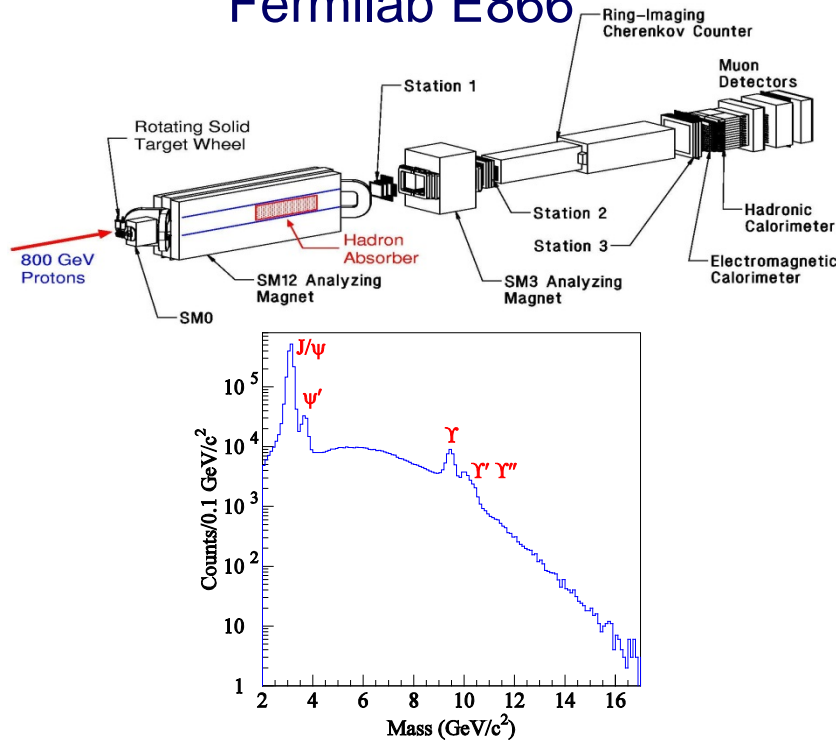 Fermilab E866
Ring-Imaging
Cherenkov Counter
Muon
Detectors
Station 1
Rotating Solid
Target Wheel
Station 2
Hadronic
Calorimeter
Station 3
Hadron
Absorber
800 GeV
Protons
Electromagnetic
Calorimeter
SM12 Analyzing
Magnet
SM3 Analyzing
Magnet
SM0
J/ψ
ψ′
ϒ
ϒ′ ϒ″
Counts/0.1 GeV/c²
10⁵
10⁴
10³
10²
10
1
2 4 6 8 10 12 14 16
Mass (GeV/c²)